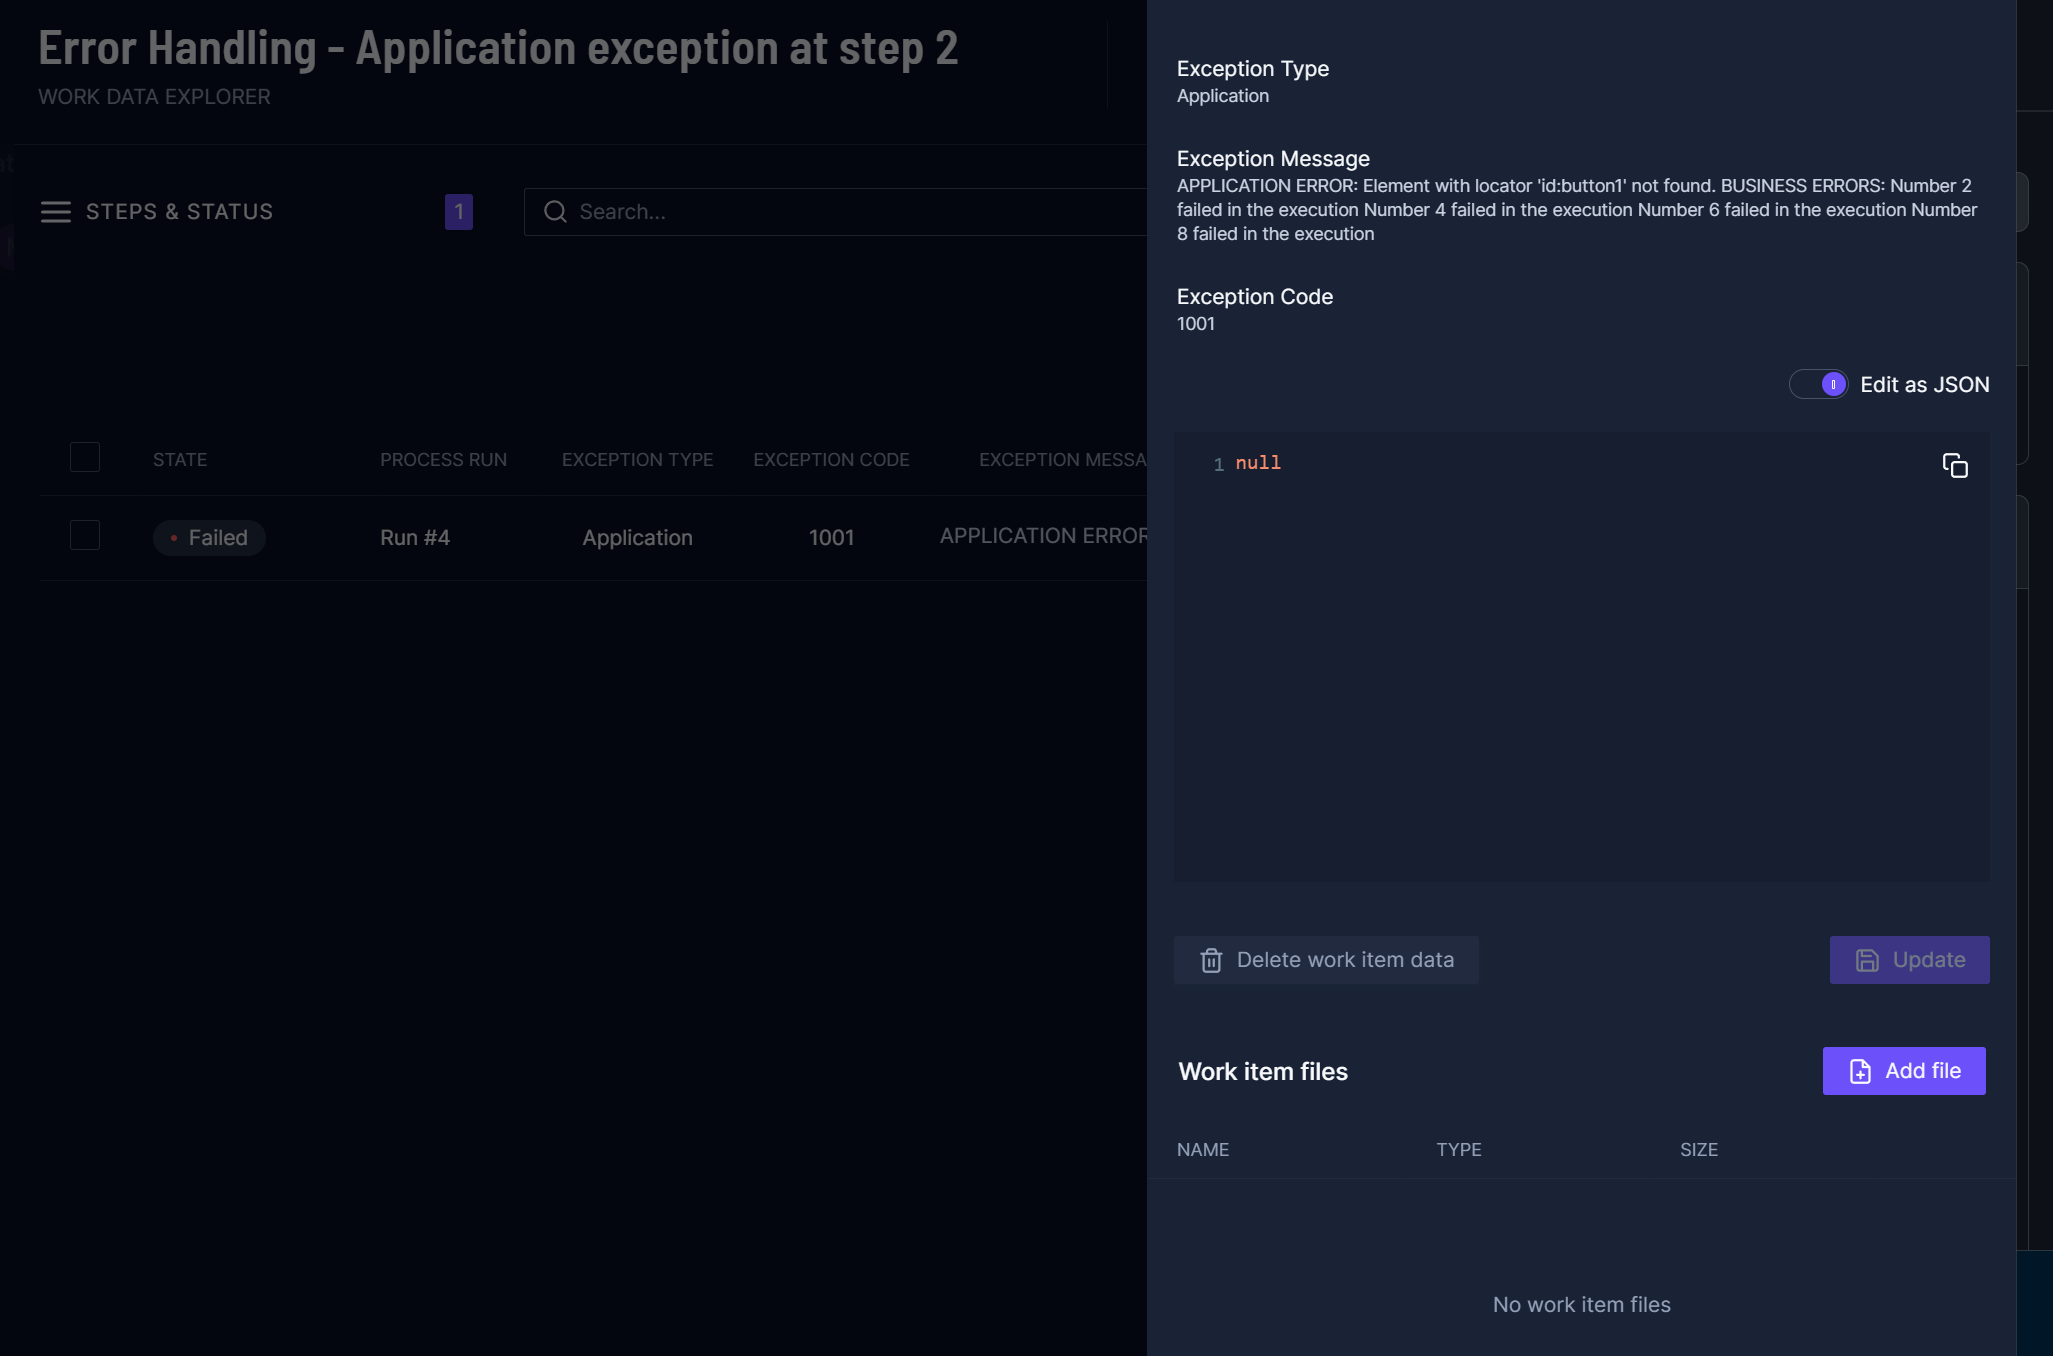 Error Handling - Application exception at step 2
WORK DATA EXPLORER
STEPS & STATUS
1
Search...
STATE
PROCESS RUN
EXCEPTION TYPE
EXCEPTION CODE
EXCEPTION MESSA
Failed
Run #4
Application
1001
APPLICATION ERROR
Exception Type
Application
Exception Message
APPLICATION ERROR: Element with locator 'id:button1' not found. BUSINESS ERRORS: Number 2
failed in the execution Number 4 failed in the execution Number 6 failed in the execution Number
8 failed in the execution
Exception Code
1001
Edit as JSON
1 null
Delete work item data
Update
Work item files
Add file
NAME
TYPE
SIZE
No work item files